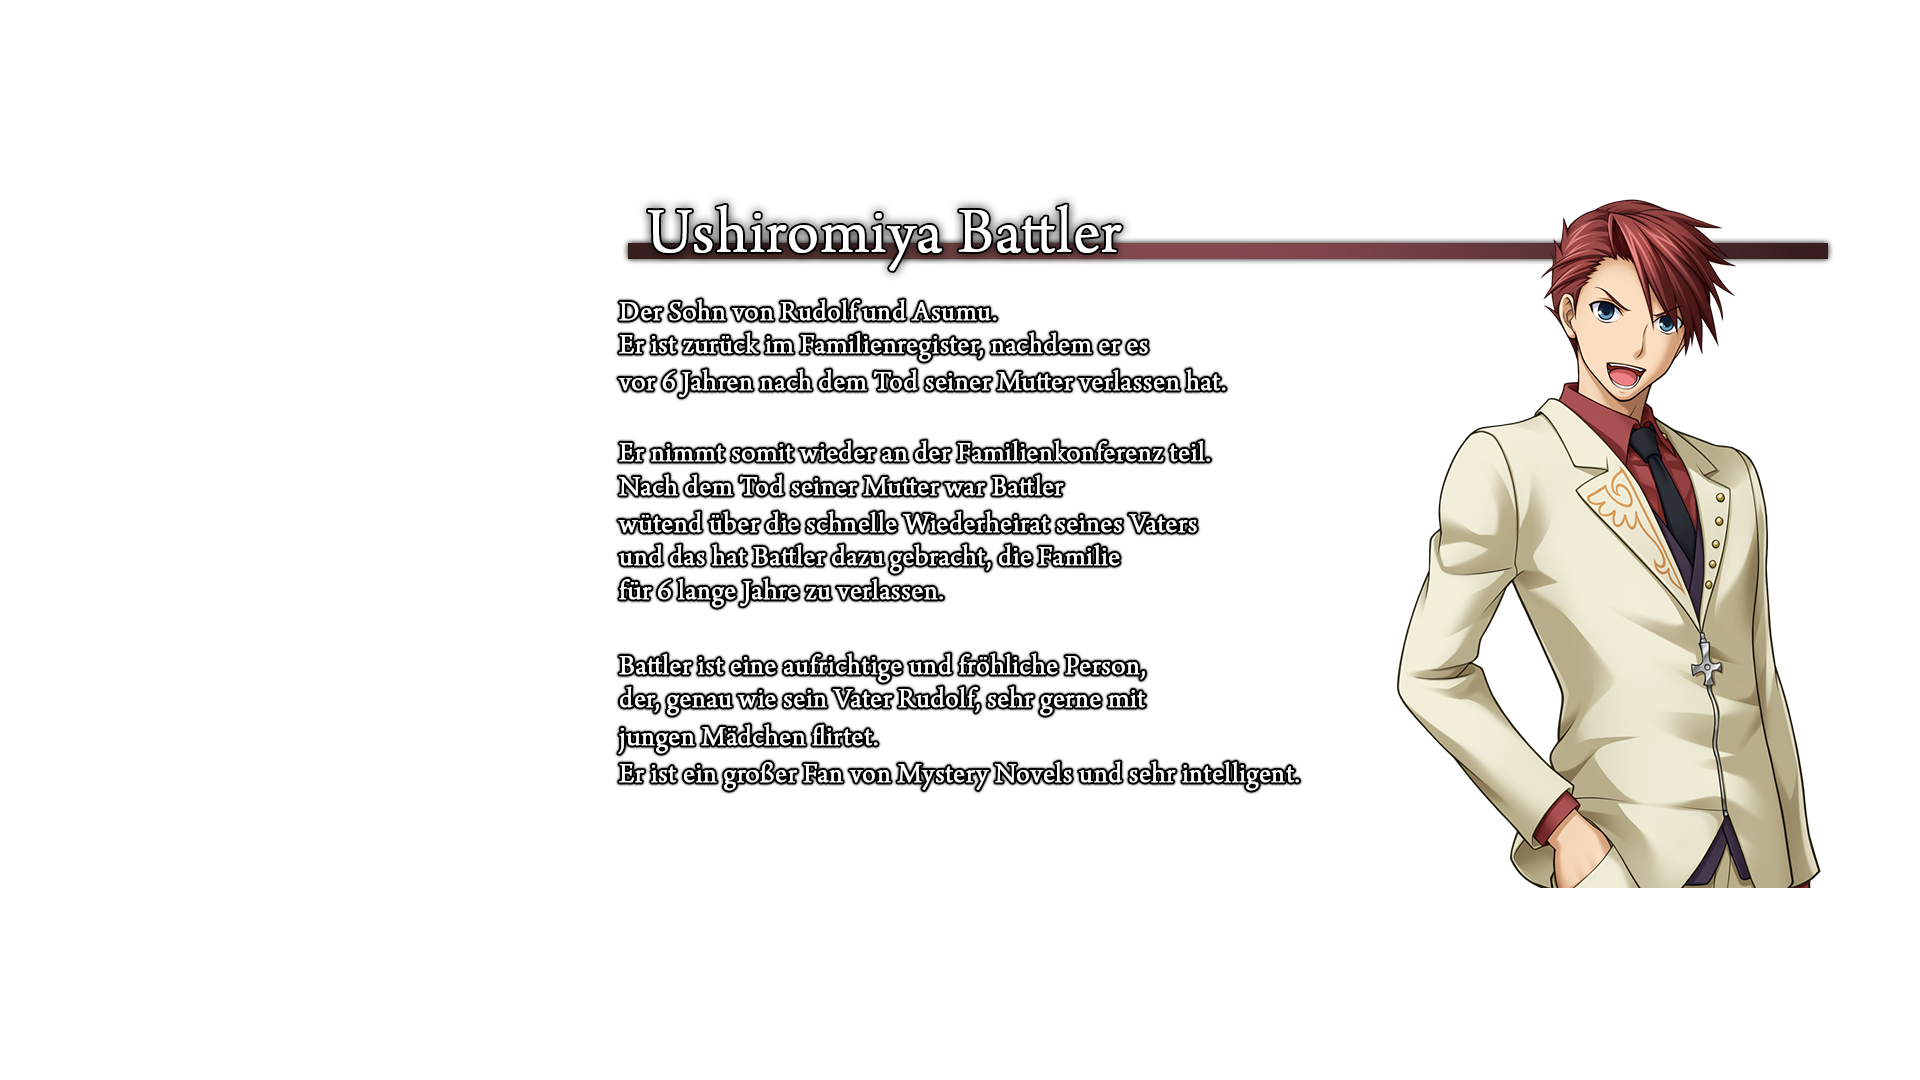 Ushiromiya Battler
Der Sohn von Rudolf und Asumu.
Er ist zurück im Familienregister, nachdem er es
vor 6 Jahren nach dem Tod seiner Mutter verlassen hat.
Er nimmt somit wieder an der Familienkonferenz teil.
Nach dem Tod seiner Mutter war Battler
wütend über die schnelle Wiederheirat seines Vaters
und das hat Battler dazu gebracht, die Familie
für 6 lange Jahre zu verlassen.
Battler ist eine aufrichtige und fröhliche Person,
der, genau wie sein Vater Rudolf, sehr gerne mit
jungen Mädchen flirtet.
Er ist ein großer Fan von Mystery Novels und sehr intelligent.